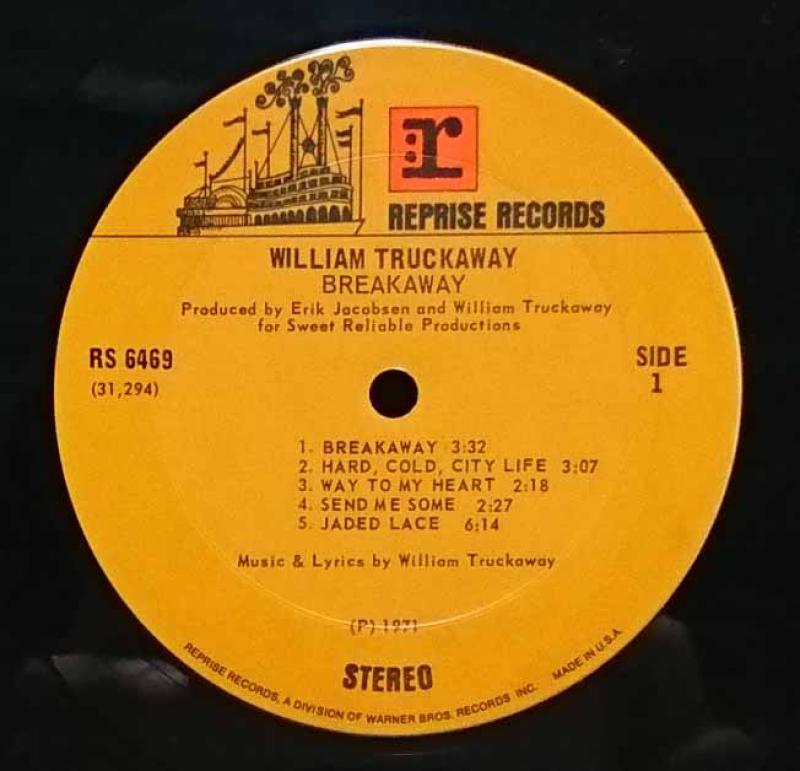 r:
REPRISE RECORDS
WILLIAM TRUCKAWAY
BREAKAWAY
Produced by Erik Jacobsen and William Truckaway
for Sweet Reliable Productions
RS 6469
(31,294)
SIDE
1
1. BREAKAWAY 3:32
2. HARD, COLD, CITY LIFE 3:07
3. WAY TO MY HEART 2:18
4. SEND ME SOME 2:27
5. JADED LACE 6:14
Music & Lyrics by William Truckaway
(P) 1971
STEREO
REPRISE RECORDS, A DIVISION OF WARNER BROS. RECORDS INC. MADE IN U.S.A.